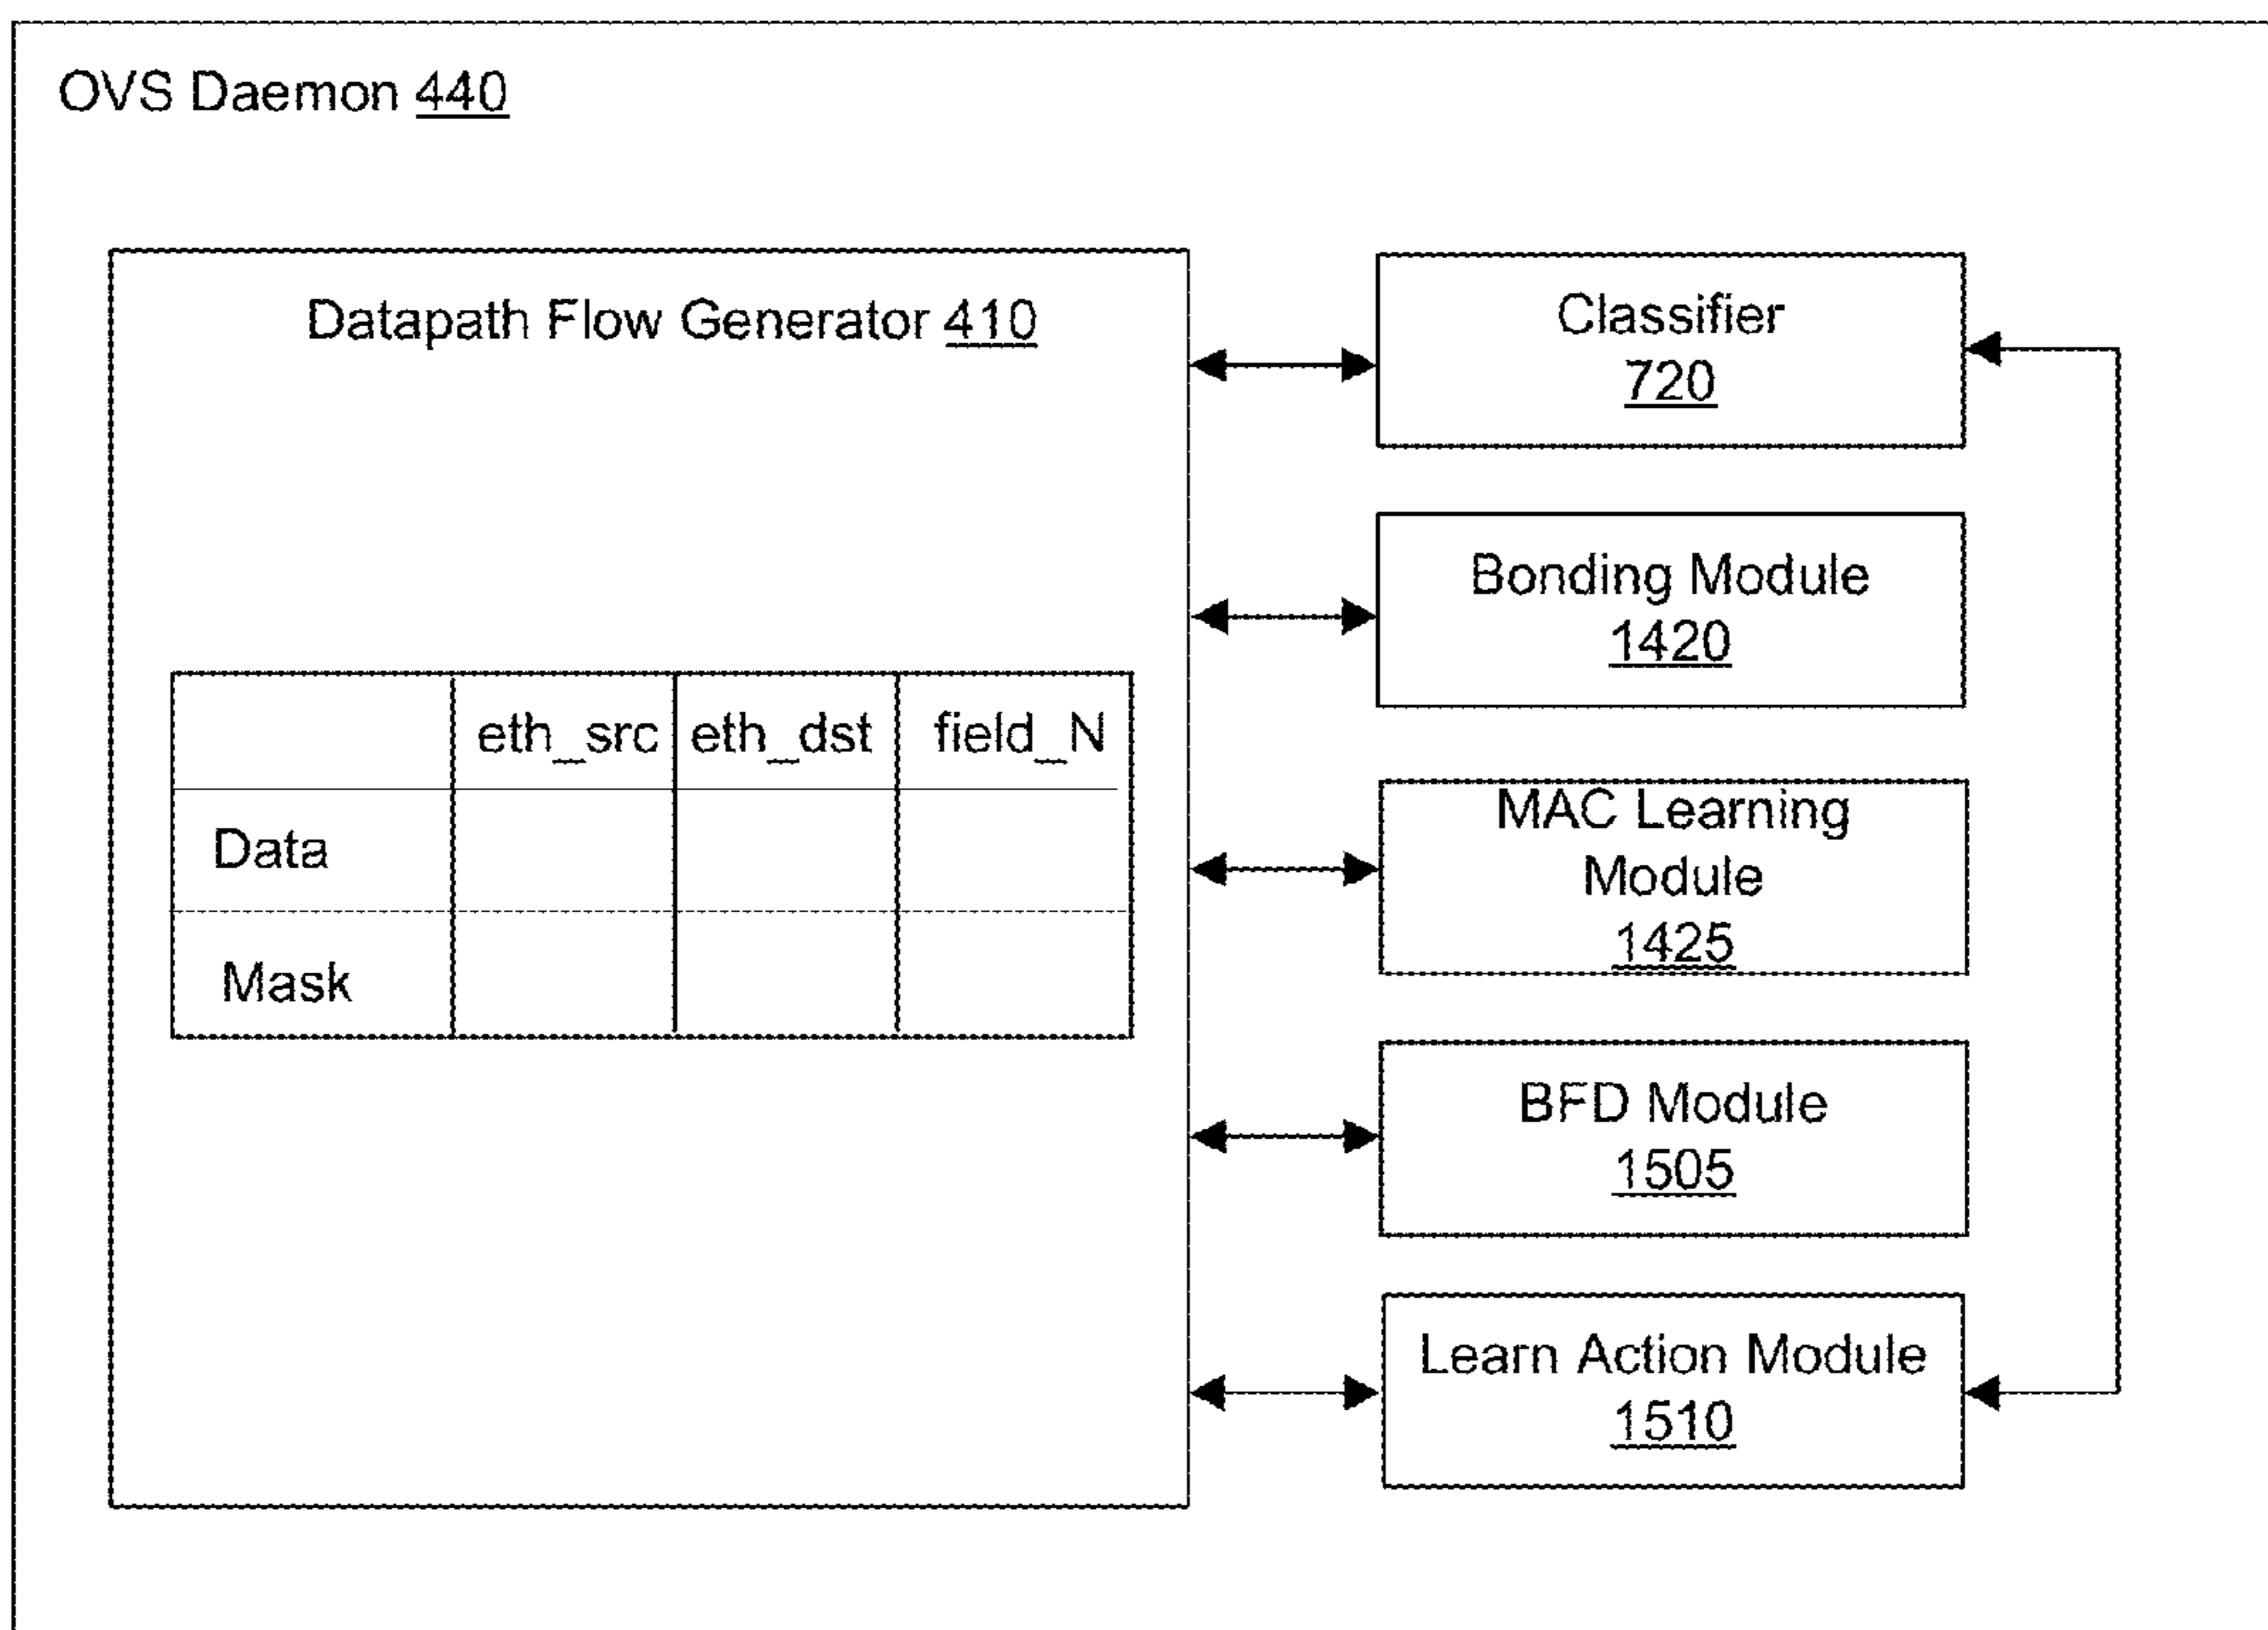 OVS Daemon 440
Datapath Flow Generator 410
eth_src eth_dst field_N
Data
Mask
Classifier
720
Bonding Module
1420
MAC Learning
Module
1425
BFD Module
1505
Learn Action Module
1510